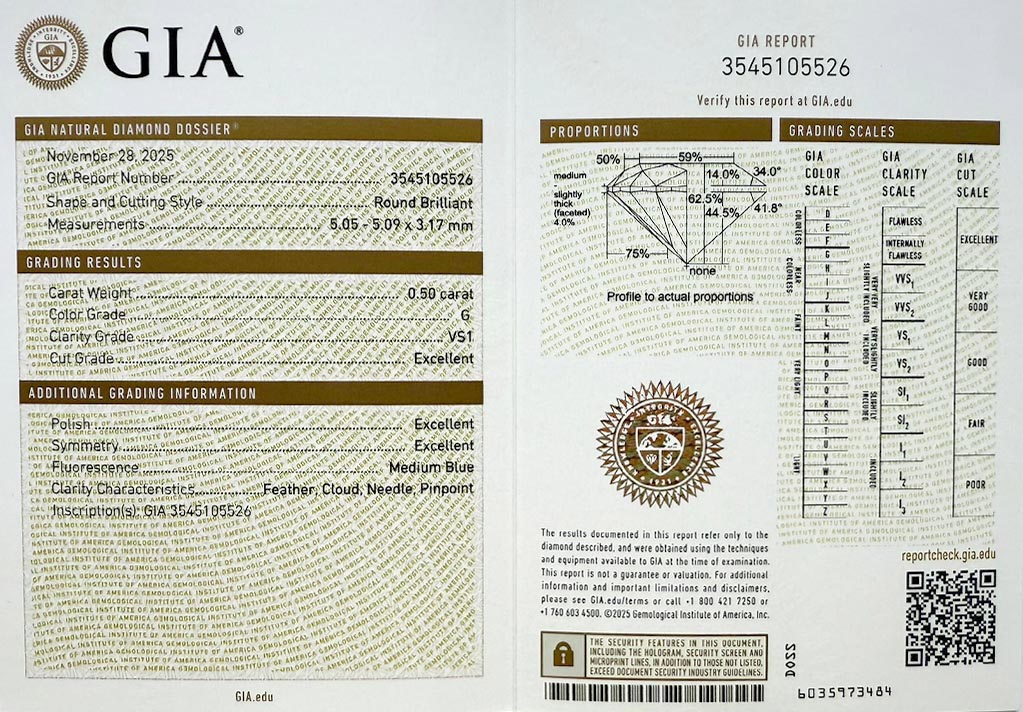 GIA®
GIA NATURAL DIAMOND DOSSIER®
November 28, 2025
GIA Report Number 3545105526
Shape and Cutting Style Round Brilliant
Measurements 5.05 - 5.09 x 3.17 mm
GRADING RESULTS
Carat Weight 0.50 carat
Color Grade G
Clarity Grade VS1
Cut Grade Excellent
ADDITIONAL GRADING INFORMATION
Polish Excellent
Symmetry Excellent
Fluorescence Medium Blue
Clarity Characteristics Feather, Cloud, Needle, Pinpoint
Inscription(s): GIA 3545105526
GIA.edu
GIA REPORT
3545105526
Verify this report at GIA.edu
PROPORTIONS
50%
59%
medium
-
slightly
thick
(faceted)
4.0%
14.0%
34.0°
62.5%
44.5%
41.8°
75%
none
Profile to actual proportions
The results documented in this report refer only to the
diamond described, and were obtained using the techniques
and equipment available to GIA at the time of examination.
This report is not a guarantee or valuation. For additional
information and important limitations and disclaimers,
please see GIA.edu/terms or call +1 800 421 7250 or
+1 760 603 4500. ©2025 Gemological Institute of America, Inc.
THE SECURITY FEATURES IN THIS DOCUMENT,
INCLUDING THE HOLOGRAM, SECURITY SCREEN AND
MICROPRINT LINES, IN ADDITION TO THOSE NOT LISTED,
EXCEED DOCUMENT SECURITY INDUSTRY GUIDELINES.
GRADING SCALES
GIA
COLOR
SCALE
COLORLESS
D
E
F
NEAR
COLORLESS
G
H
I
J
FAINT
K
L
M
VERY LIGHT
N
O
P
Q
R
LIGHT
S
T
U
V
W
X
Y
Z
GIA
CLARITY
SCALE
FLAWLESS
INTERNALLY
FLAWLESS
VERY VERY
SLIGHTLY INCLUDED
VVS1
VVS2
VERY SLIGHTLY
INCLUDED
VS1
VS2
SLIGHTLY
INCLUDED
SI1
SI2
INCLUDED
I1
I2
I3
GIA
CUT
SCALE
EXCELLENT
VERY
GOOD
GOOD
FAIR
POOR
reportcheck.gia.edu
D022
6035973484